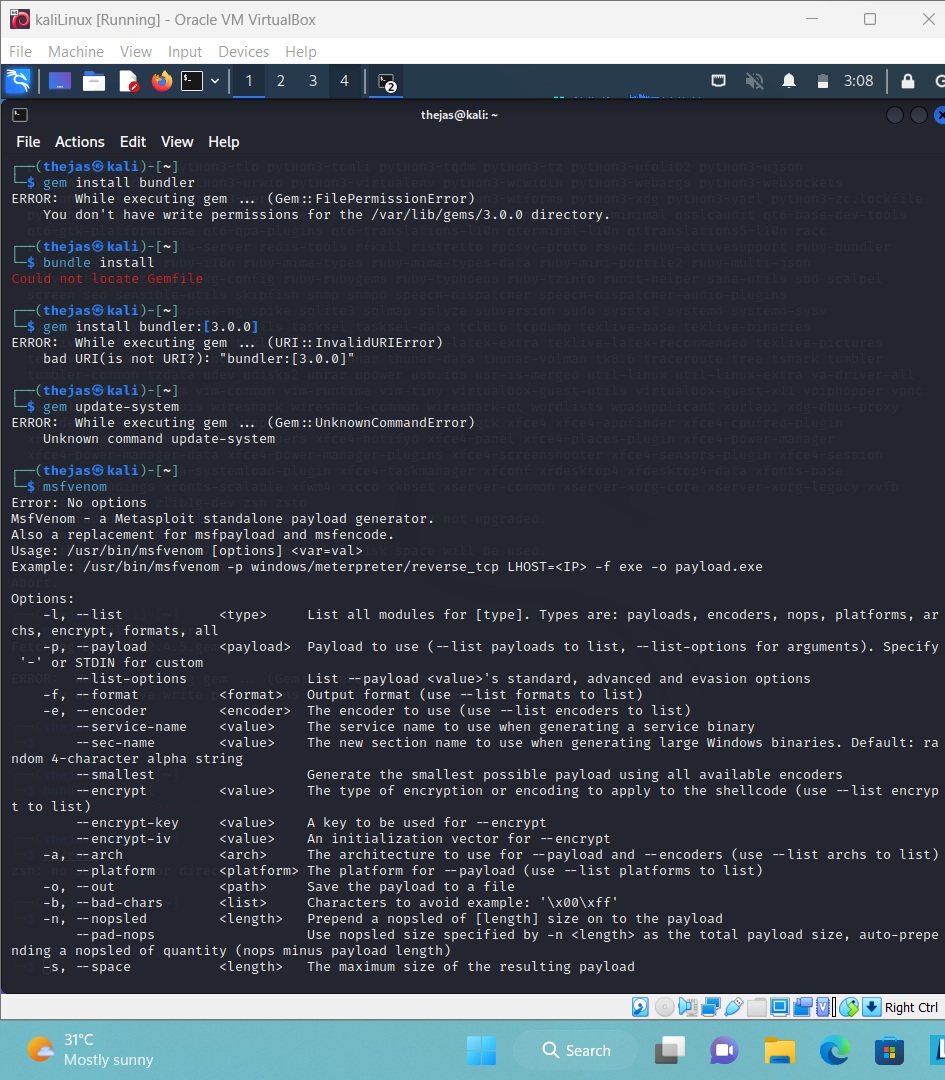 kaliLinux [Running] - Oracle VM VirtualBox
File Machine View Input Devices Help
1 2 3 4 2 3:08
thejas@kali: ~
File Actions Edit View Help
┌──(thejas㉿kali)-[~]
└─$ gem install bundler
ERROR:  While executing gem ... (Gem::FilePermissionError)
    You don't have write permissions for the /var/lib/gems/3.0.0 directory.
┌──(thejas㉿kali)-[~]
└─$ bundle install
Could not locate Gemfile
┌──(thejas㉿kali)-[~]
└─$ gem install bundler:[3.0.0]
ERROR:  While executing gem ... (URI::InvalidURIError)
    bad URI(is not URI?): "bundler:[3.0.0]"
┌──(thejas㉿kali)-[~]
└─$ gem update-system
ERROR:  While executing gem ... (Gem::UnknownCommandError)
    Unknown command update-system
┌──(thejas㉿kali)-[~]
└─$ msfvenom
Error: No options
MsfVenom - a Metasploit standalone payload generator.
Also a replacement for msfpayload and msfencode.
Usage: /usr/bin/msfvenom [options] <var=val>
Example: /usr/bin/msfvenom -p windows/meterpreter/reverse_tcp LHOST=<IP> -f exe -o payload.exe
Options:
    -l, --list            <type>     List all modules for [type]. Types are: payloads, encoders, nops, platforms, ar
chs, encrypt, formats, all
    -p, --payload         <payload>  Payload to use (--list payloads to list, --list-options for arguments). Specify
 '-' or STDIN for custom
        --list-options               List --payload <value>'s standard, advanced and evasion options
    -f, --format          <format>   Output format (use --list formats to list)
    -e, --encoder         <encoder>  The encoder to use (use --list encoders to list)
        --service-name    <value>    The service name to use when generating a service binary
        --sec-name        <value>    The new section name to use when generating large Windows binaries. Default: ra
ndom 4-character alpha string
        --smallest                   Generate the smallest possible payload using all available encoders
        --encrypt         <value>    The type of encryption or encoding to apply to the shellcode (use --list encryp
t to list)
        --encrypt-key     <value>    A key to be used for --encrypt
        --encrypt-iv      <value>    An initialization vector for --encrypt
    -a, --arch            <arch>     The architecture to use for --payload and --encoders (use --list archs to list)
        --platform        <platform> The platform for --payload (use --list platforms to list)
    -o, --out             <path>     Save the payload to a file
    -b, --bad-chars       <list>     Characters to avoid example: '\x00\xff'
    -n, --nopsled         <length>   Prepend a nopsled of [length] size on to the payload
        --pad-nops                   Use nopsled size specified by -n <length> as the total payload size, auto-prepe
nding a nopsled of quantity (nops minus payload length)
    -s, --space           <length>   The maximum size of the resulting payload
Right Ctrl
31°C
Mostly sunny
Search